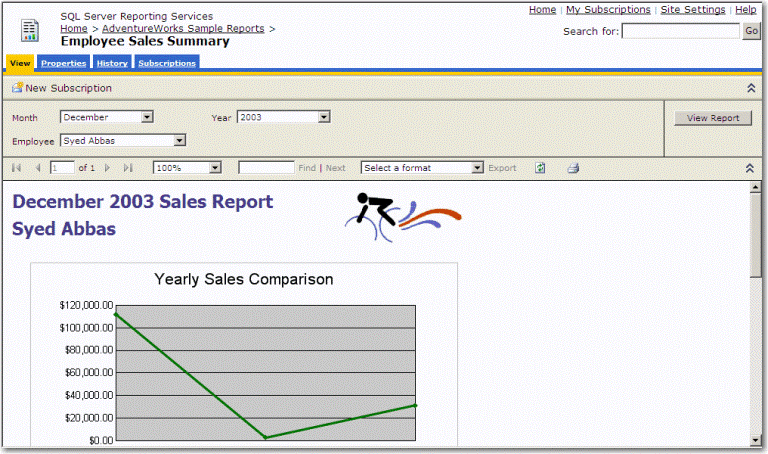 SQL Server Reporting Services
Home | My Subscriptions | Site Settings | Help
Home > AdventureWorks Sample Reports >
Employee Sales Summary
Search for:
Go
View Properties History Subscriptions
New Subscription
Month December Year 2003
View Report
Employee Syed Abbas
1 of 1 100% Find | Next Select a format Export
December 2003 Sales Report
Syed Abbas
Yearly Sales Comparison
$120,000.00
$100,000.00
$80,000.00
$60,000.00
$40,000.00
$20,000.00
$0.00